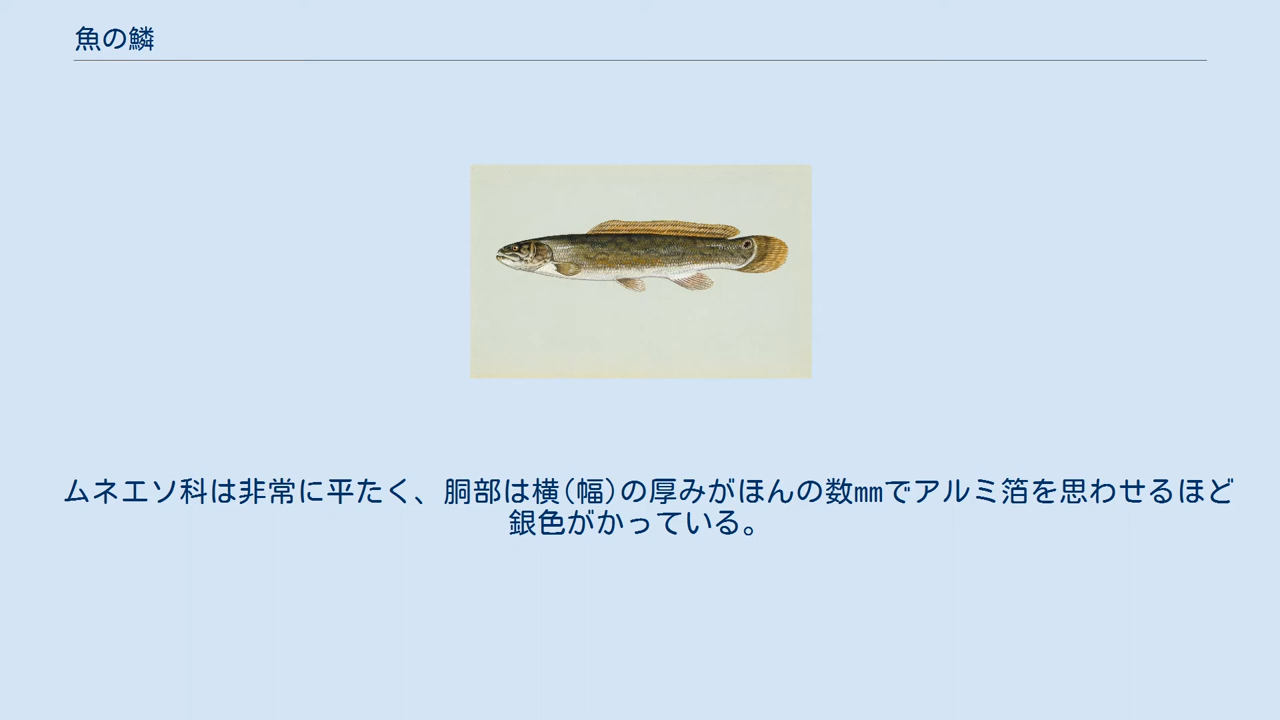 魚の鱗
ムネエソ科は非常に平たく、胴部は横(幅)の厚みがほんの数㎜でアルミ箔を思わせるほど
銀色がかっている。